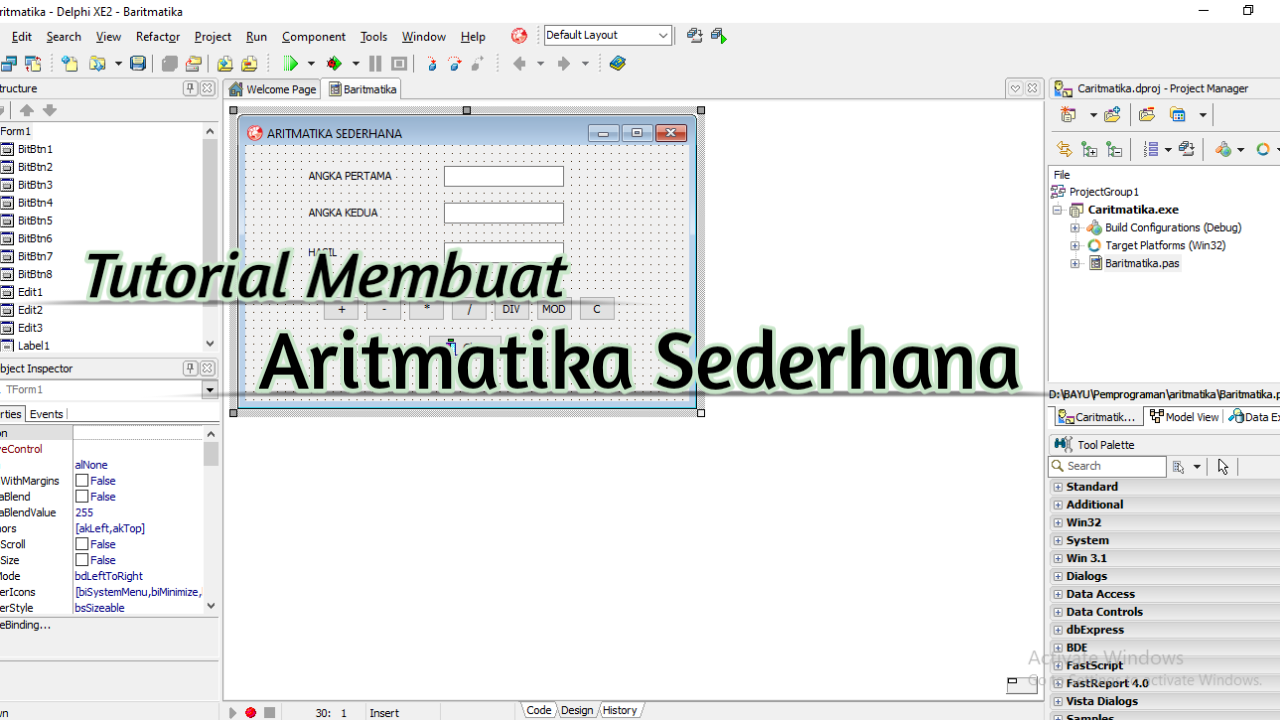 ritmatika - Delphi XE2 - Baritmatika
Edit Search View Refactor Project Run Component Tools Window Help Default Layout
tructure
Welcome Page Baritmatika
Caritmatika.dproj - Project Manager
Form1
BitBtn1
BitBtn2
BitBtn3
BitBtn4
BitBtn5
BitBtn6
BitBtn7
BitBtn8
Edit1
Edit2
Edit3
Label1
ARITMATIKA SEDERHANA
ANGKA PERTAMA
ANGKA KEDUA
HASIL
+ - * / DIV MOD C
Tutorial Membuat
Aritmatika Sederhana
File
ProjectGroup1
Caritmatika.exe
Build Configurations (Debug)
Target Platforms (Win32)
Baritmatika.pas
D:\BAYU\Pemprograman\aritmatika\Baritmatika.p
Caritmatik... Model View Data Ex
bject Inspector
TForm1
rties Events
on
veControl
alNone
WithMargins False
aBlend False
aBlendValue 255
hors [akLeft,akTop]
Scroll False
Size False
Mode bdLeftToRight
erIcons [biSystemMenu,biMinimize,
erStyle bsSizeable
eBinding...
wn
Tool Palette
Search
Standard
Additional
Win32
System
Win 3.1
Dialogs
Data Access
Data Controls
dbExpress
BDE
FastScript
FastReport 4.0
Vista Dialogs
Samples
Activate Windows
Go to Settings to activate Windows.
30: 1 Insert
Code Design History